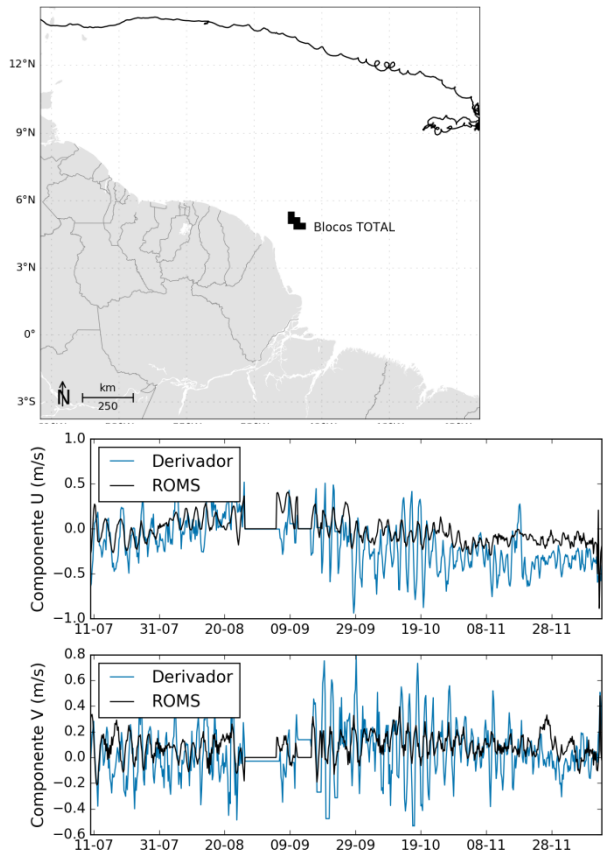 12°N
9°N
6°N
Blocos TOTAL
3°N
0°
N
km
250
3°S
Componente U (m/s)
1.0
0.5
0.0
−0.5
−1.0
Derivador
ROMS
11-07 31-07 20-08 09-09 29-09 19-10 08-11 28-11
Componente V (m/s)
0.8
0.6
0.4
0.2
0.0
−0.2
−0.4
−0.6
Derivador
ROMS
11-07 31-07 20-08 09-09 29-09 19-10 08-11 28-11